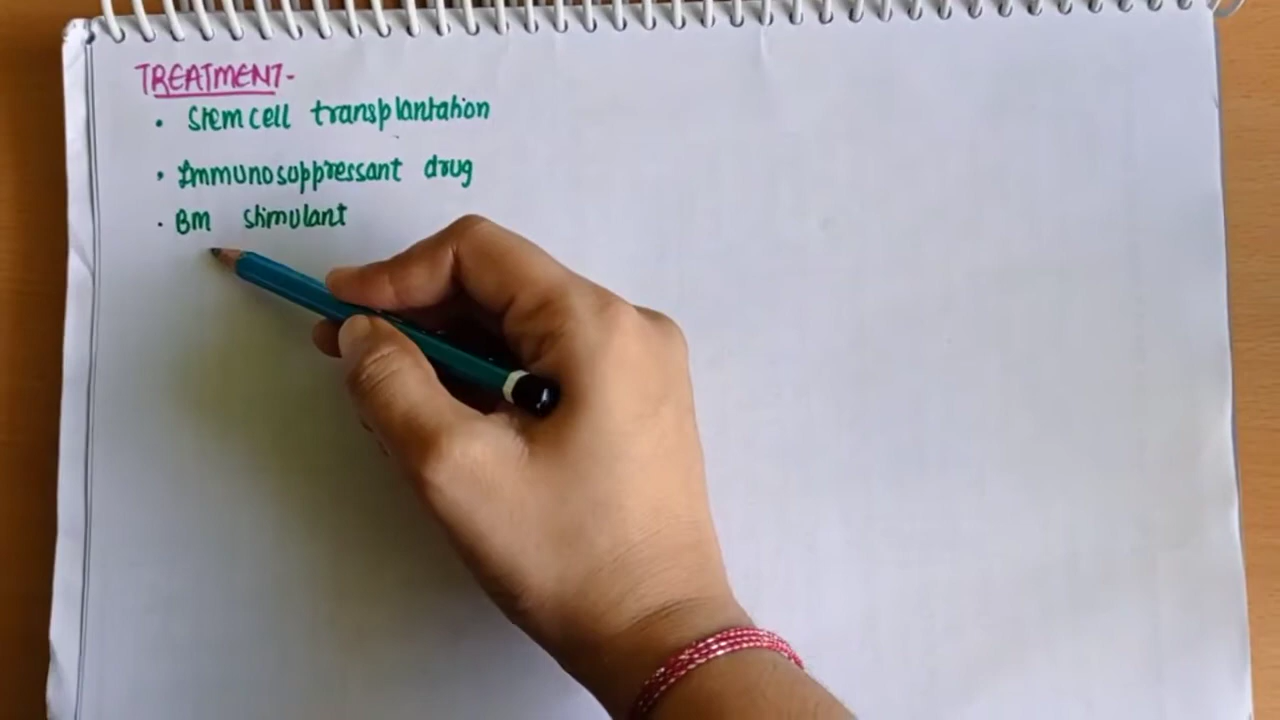 TREATMENT-
• Stem cell transplantation
• Immunosuppressant drug
• BM stimulant